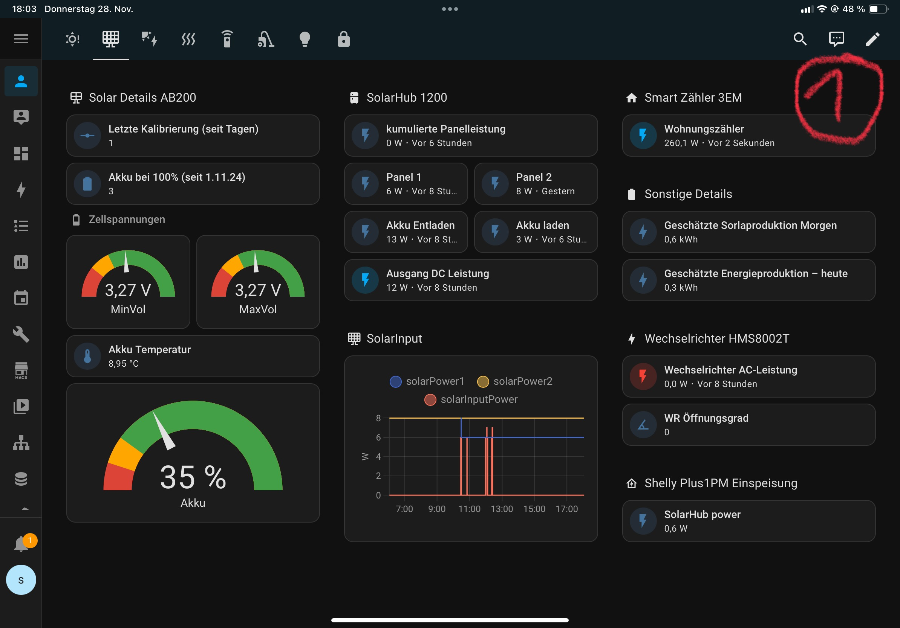 18:03 Donnerstag 28. Nov.
48 %
1
Solar Details AB200
Letzte Kalibrierung (seit Tagen)
1
Akku bei 100% (seit 1.11.24)
3
Zellspannungen
3,27 V
MinVol
3,27 V
MaxVol
Akku Temperatur
8,95 °C
35 %
Akku
SolarHub 1200
kumulierte Panelleistung
0 W · Vor 6 Stunden
Panel 1
6 W · Vor 8 Stu...
Panel 2
8 W · Gestern
Akku Entladen
13 W · Vor 8 St...
Akku laden
3 W · Vor 6 Stu...
Ausgang DC Leistung
12 W · Vor 8 Stunden
SolarInput
solarPower1 solarPower2
solarInputPower
8
6
W
4
2
0
7:00 9:00 11:00 13:00 15:00 17:00
Smart Zähler 3EM
Wohnungszähler
260,1 W · Vor 2 Sekunden
Sonstige Details
Geschätzte Sorlaproduktion Morgen
0,6 kWh
Geschätzte Energieproduktion – heute
0,3 kWh
Wechselrichter HMS8002T
Wechselrichter AC-Leistung
0,0 W · Vor 8 Stunden
WR Öffnungsgrad
0
Shelly Plus1PM Einspeisung
SolarHub power
0,6 W
HACS
1
S